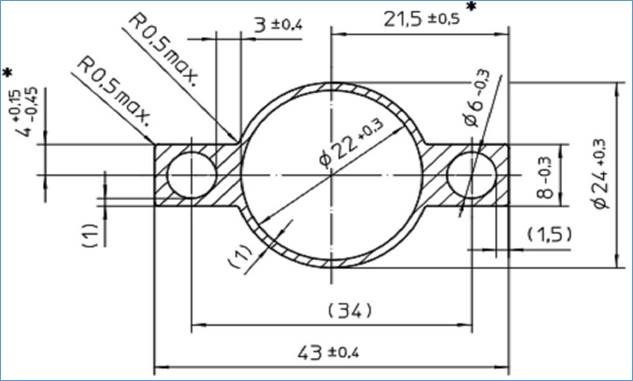 R0,5max.
3 ±0.4
21,5 ±0,5 *
R0,5max.
* 4 +0.15 -0.45
⌀6-0.3
⌀22+0.3
8-0.3
⌀24+0.3
(1)
(1)
(1,5)
(34)
43 ±0.4